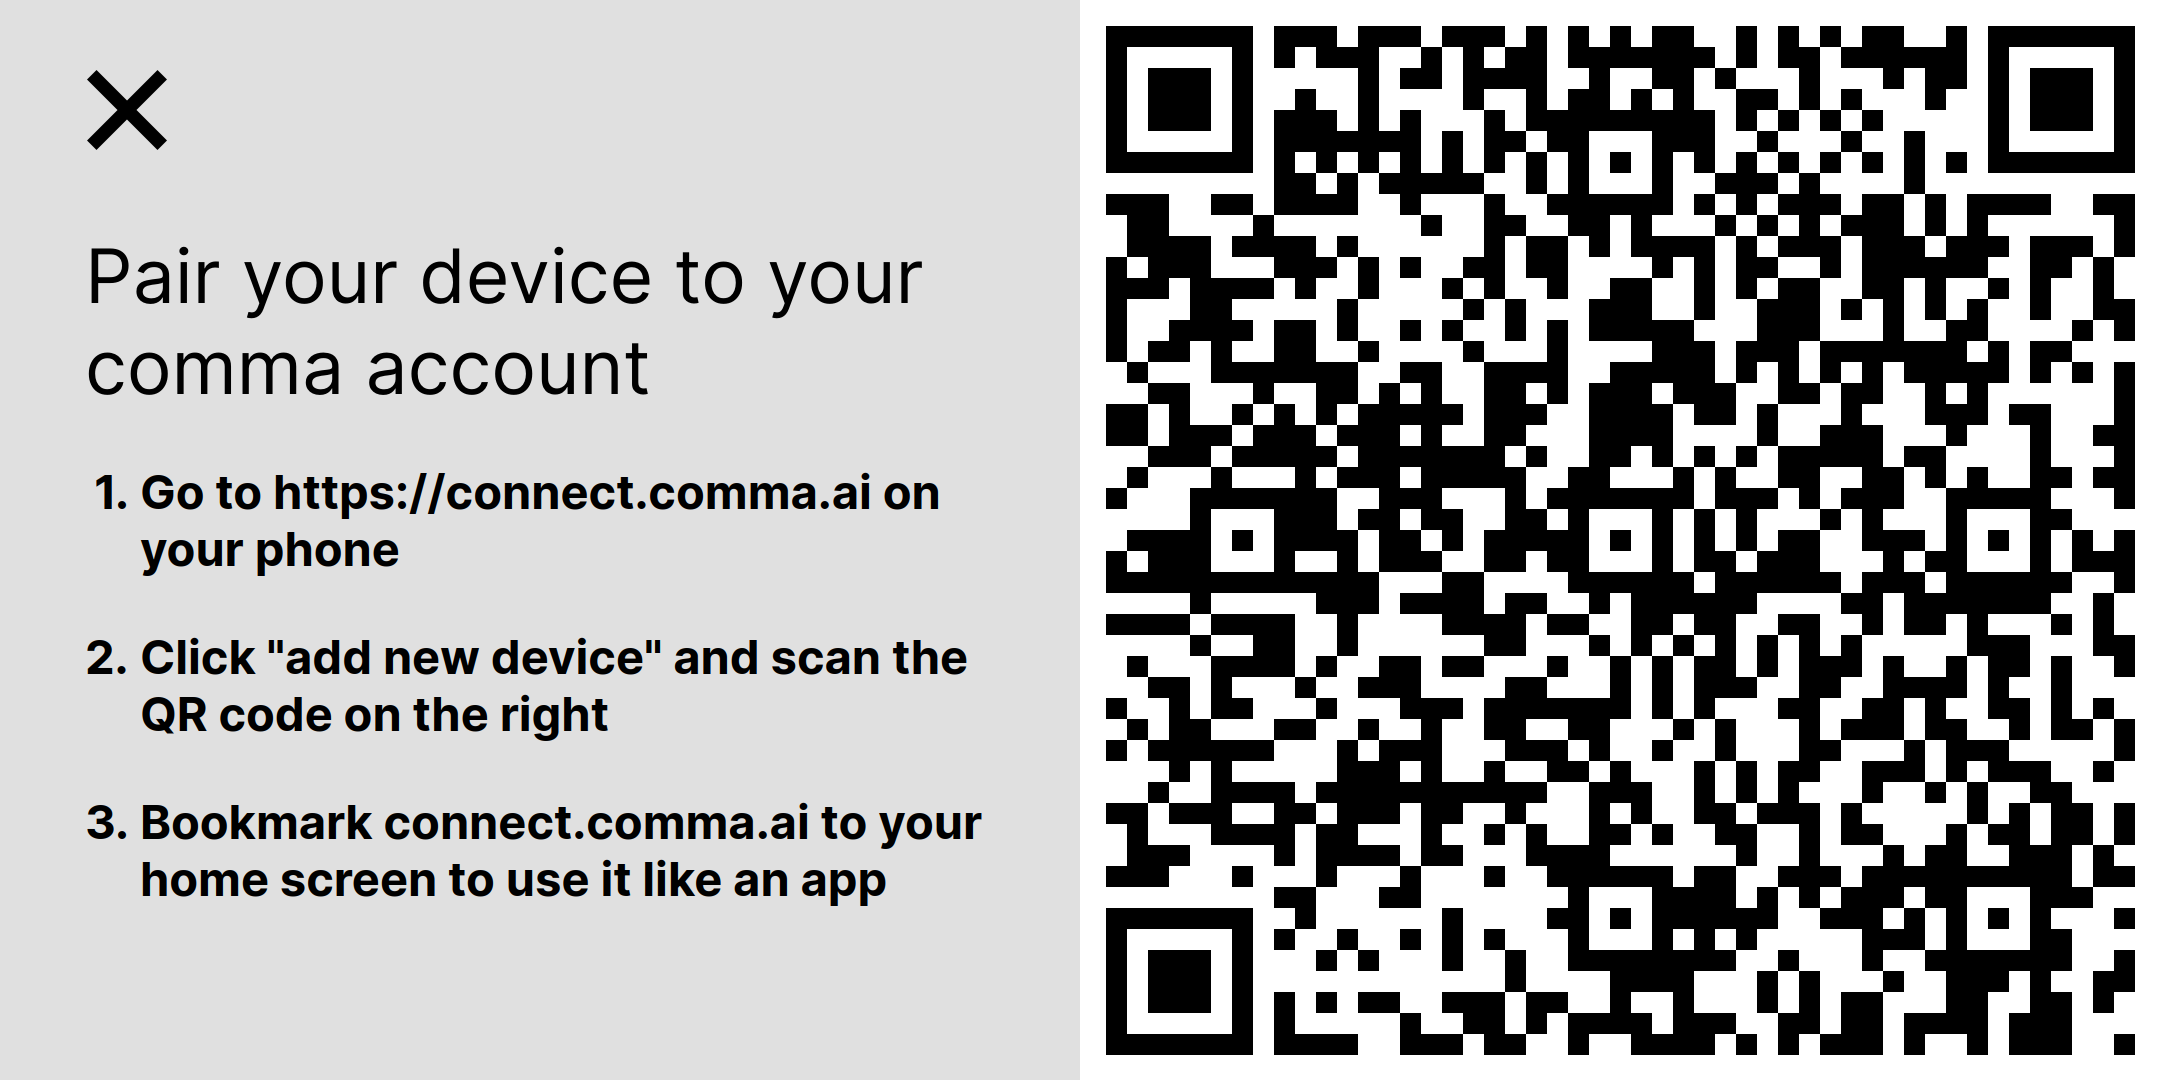 Pair your device to your
comma account
1. Go to https://connect.comma.ai on
your phone
2. Click "add new device" and scan the
QR code on the right
3. Bookmark connect.comma.ai to your
home screen to use it like an app